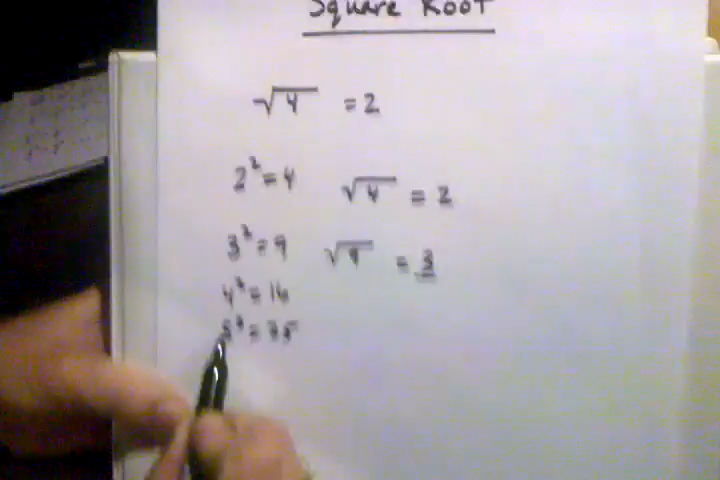 Square Root
√4 = 2
2² = 4 √4 = 2
3² = 9 √9 = 3
4² = 16
5² = 25